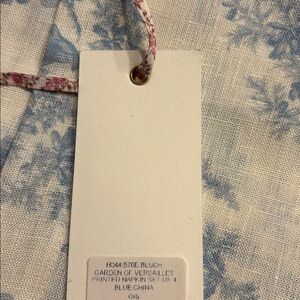 H044-576E BLUCH
GARDEN OF VERSAILLES
PRINTED NAPKIN SET OF 4
BLUE CHINA
O/S